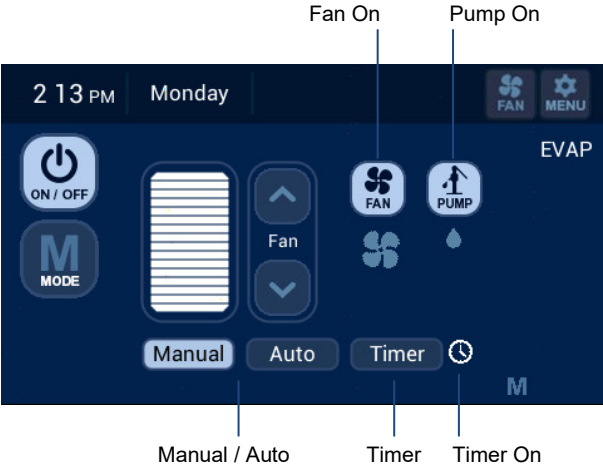 Fan On Pump On
2 13 PM Monday FAN MENU
EVAP
ON / OFF
FAN PUMP
Fan
M
MODE
Manual Auto Timer
M
Manual / Auto Timer Timer On